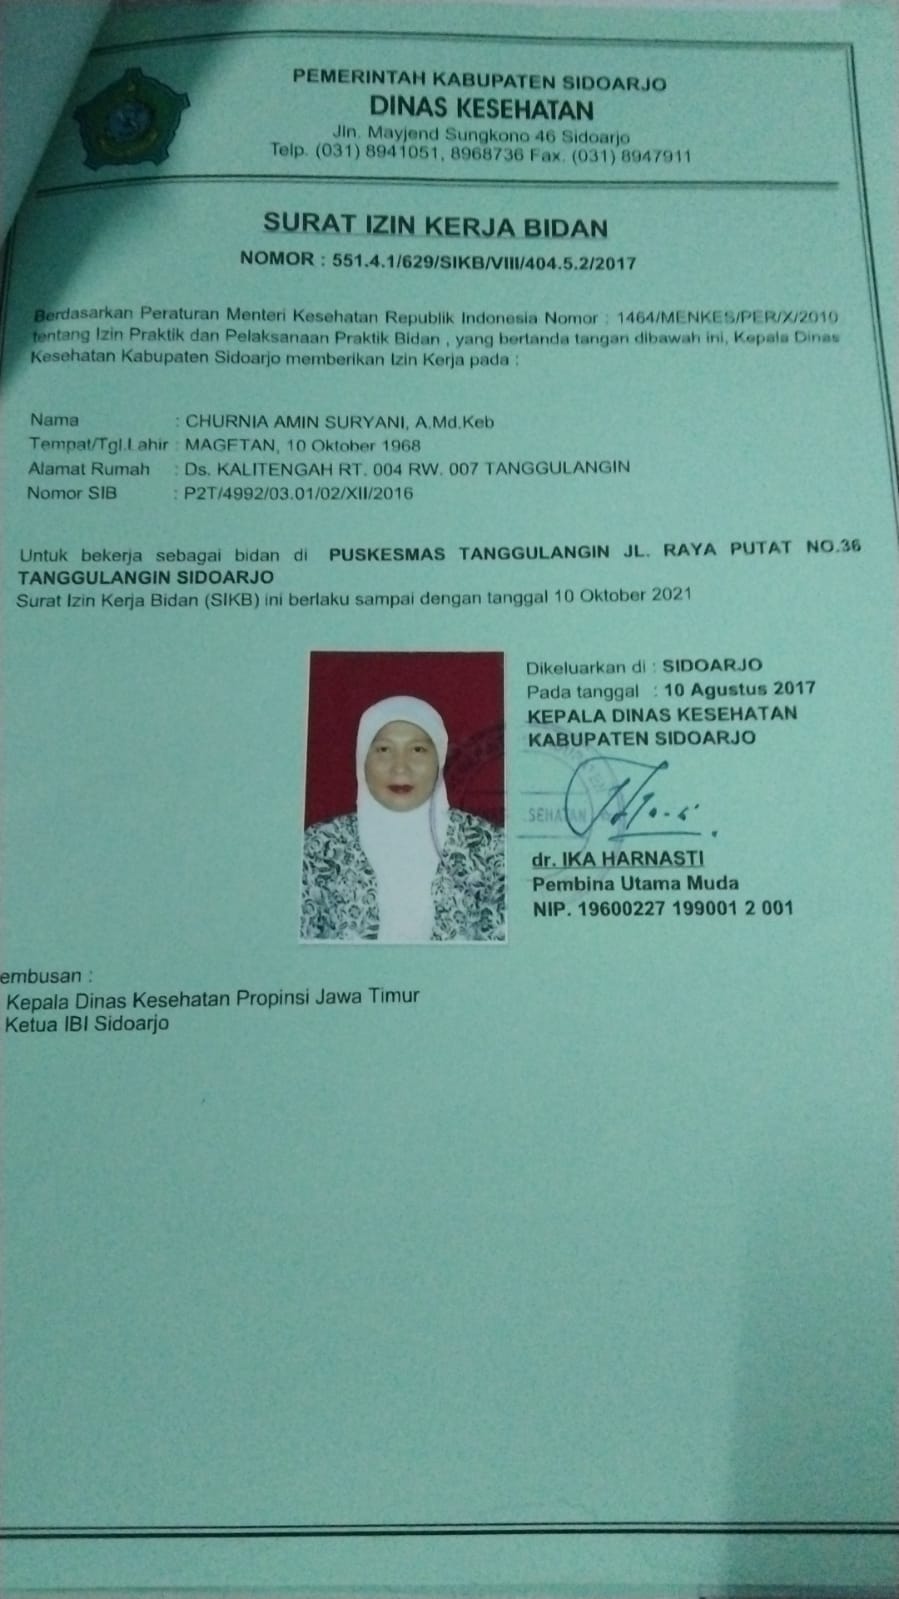 PEMERINTAH KABUPATEN SIDOARJO
DINAS KESEHATAN
Jln. Mayjend Sungkono 46 Sidoarjo
Telp. (031) 8941051, 8968736 Fax. (031) 8947911
SURAT IZIN KERJA BIDAN
NOMOR : 551.4.1/629/SIKB/VIII/404.5.2/2017
Berdasarkan Peraturan Menteri Kesehatan Republik Indonesia Nomor : 1464/MENKES/PER/X/2010
tentang Izin Praktik dan Pelaksanaan Praktik Bidan , yang bertanda tangan dibawah ini, Kepala Dinas
Kesehatan Kabupaten Sidoarjo memberikan Izin Kerja pada :
Nama : CHURNIA AMIN SURYANI, A.Md.Keb
Tempat/Tgl.Lahir : MAGETAN, 10 Oktober 1968
Alamat Rumah : Ds. KALITENGAH RT. 004 RW. 007 TANGGULANGIN
Nomor SIB : P2T/4992/03.01/02/XII/2016
Untuk bekerja sebagai bidan di PUSKESMAS TANGGULANGIN JL. RAYA PUTAT NO.36
TANGGULANGIN SIDOARJO
Surat Izin Kerja Bidan (SIKB) ini berlaku sampai dengan tanggal 10 Oktober 2021
Dikeluarkan di : SIDOARJO
Pada tanggal : 10 Agustus 2017
KEPALA DINAS KESEHATAN
KABUPATEN SIDOARJO
SEHATAN
dr. IKA HARNASTI
Pembina Utama Muda
NIP. 19600227 199001 2 001
embusan :
Kepala Dinas Kesehatan Propinsi Jawa Timur
Ketua IBI Sidoarjo